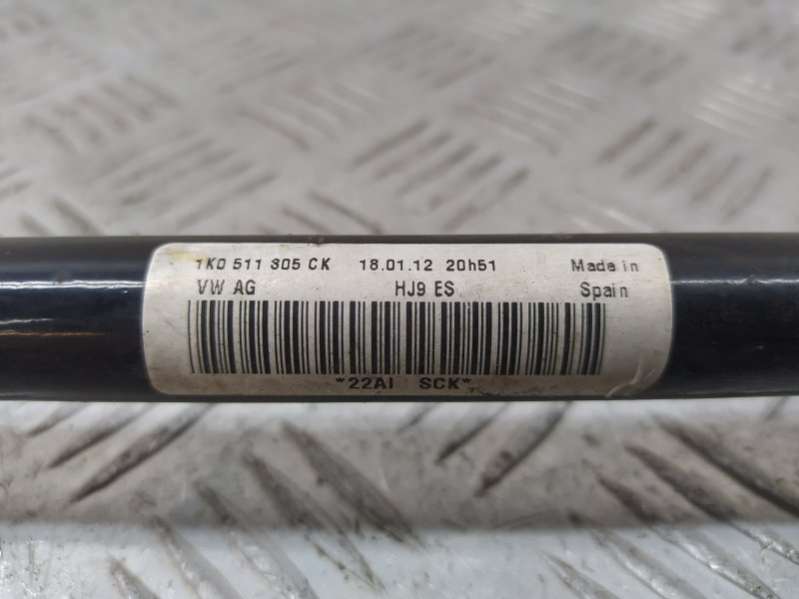 1K0 511 305 CK 18.01.12 20h51 Made in
VW AG HJ9 ES Spain
*22AI SCK*